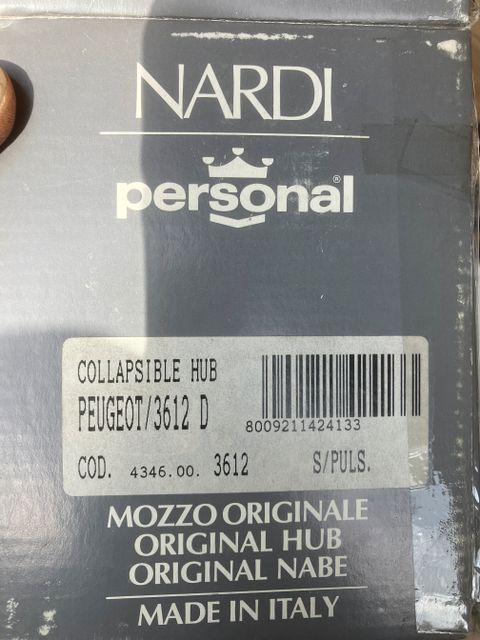 NARDI
personal®
COLLAPSIBLE HUB
PEUGEOT/3612 D
8009211424133
COD. 4346.00. 3612 S/PULS.
MOZZO ORIGINALE
ORIGINAL HUB
ORIGINAL NABE
MADE IN ITALY